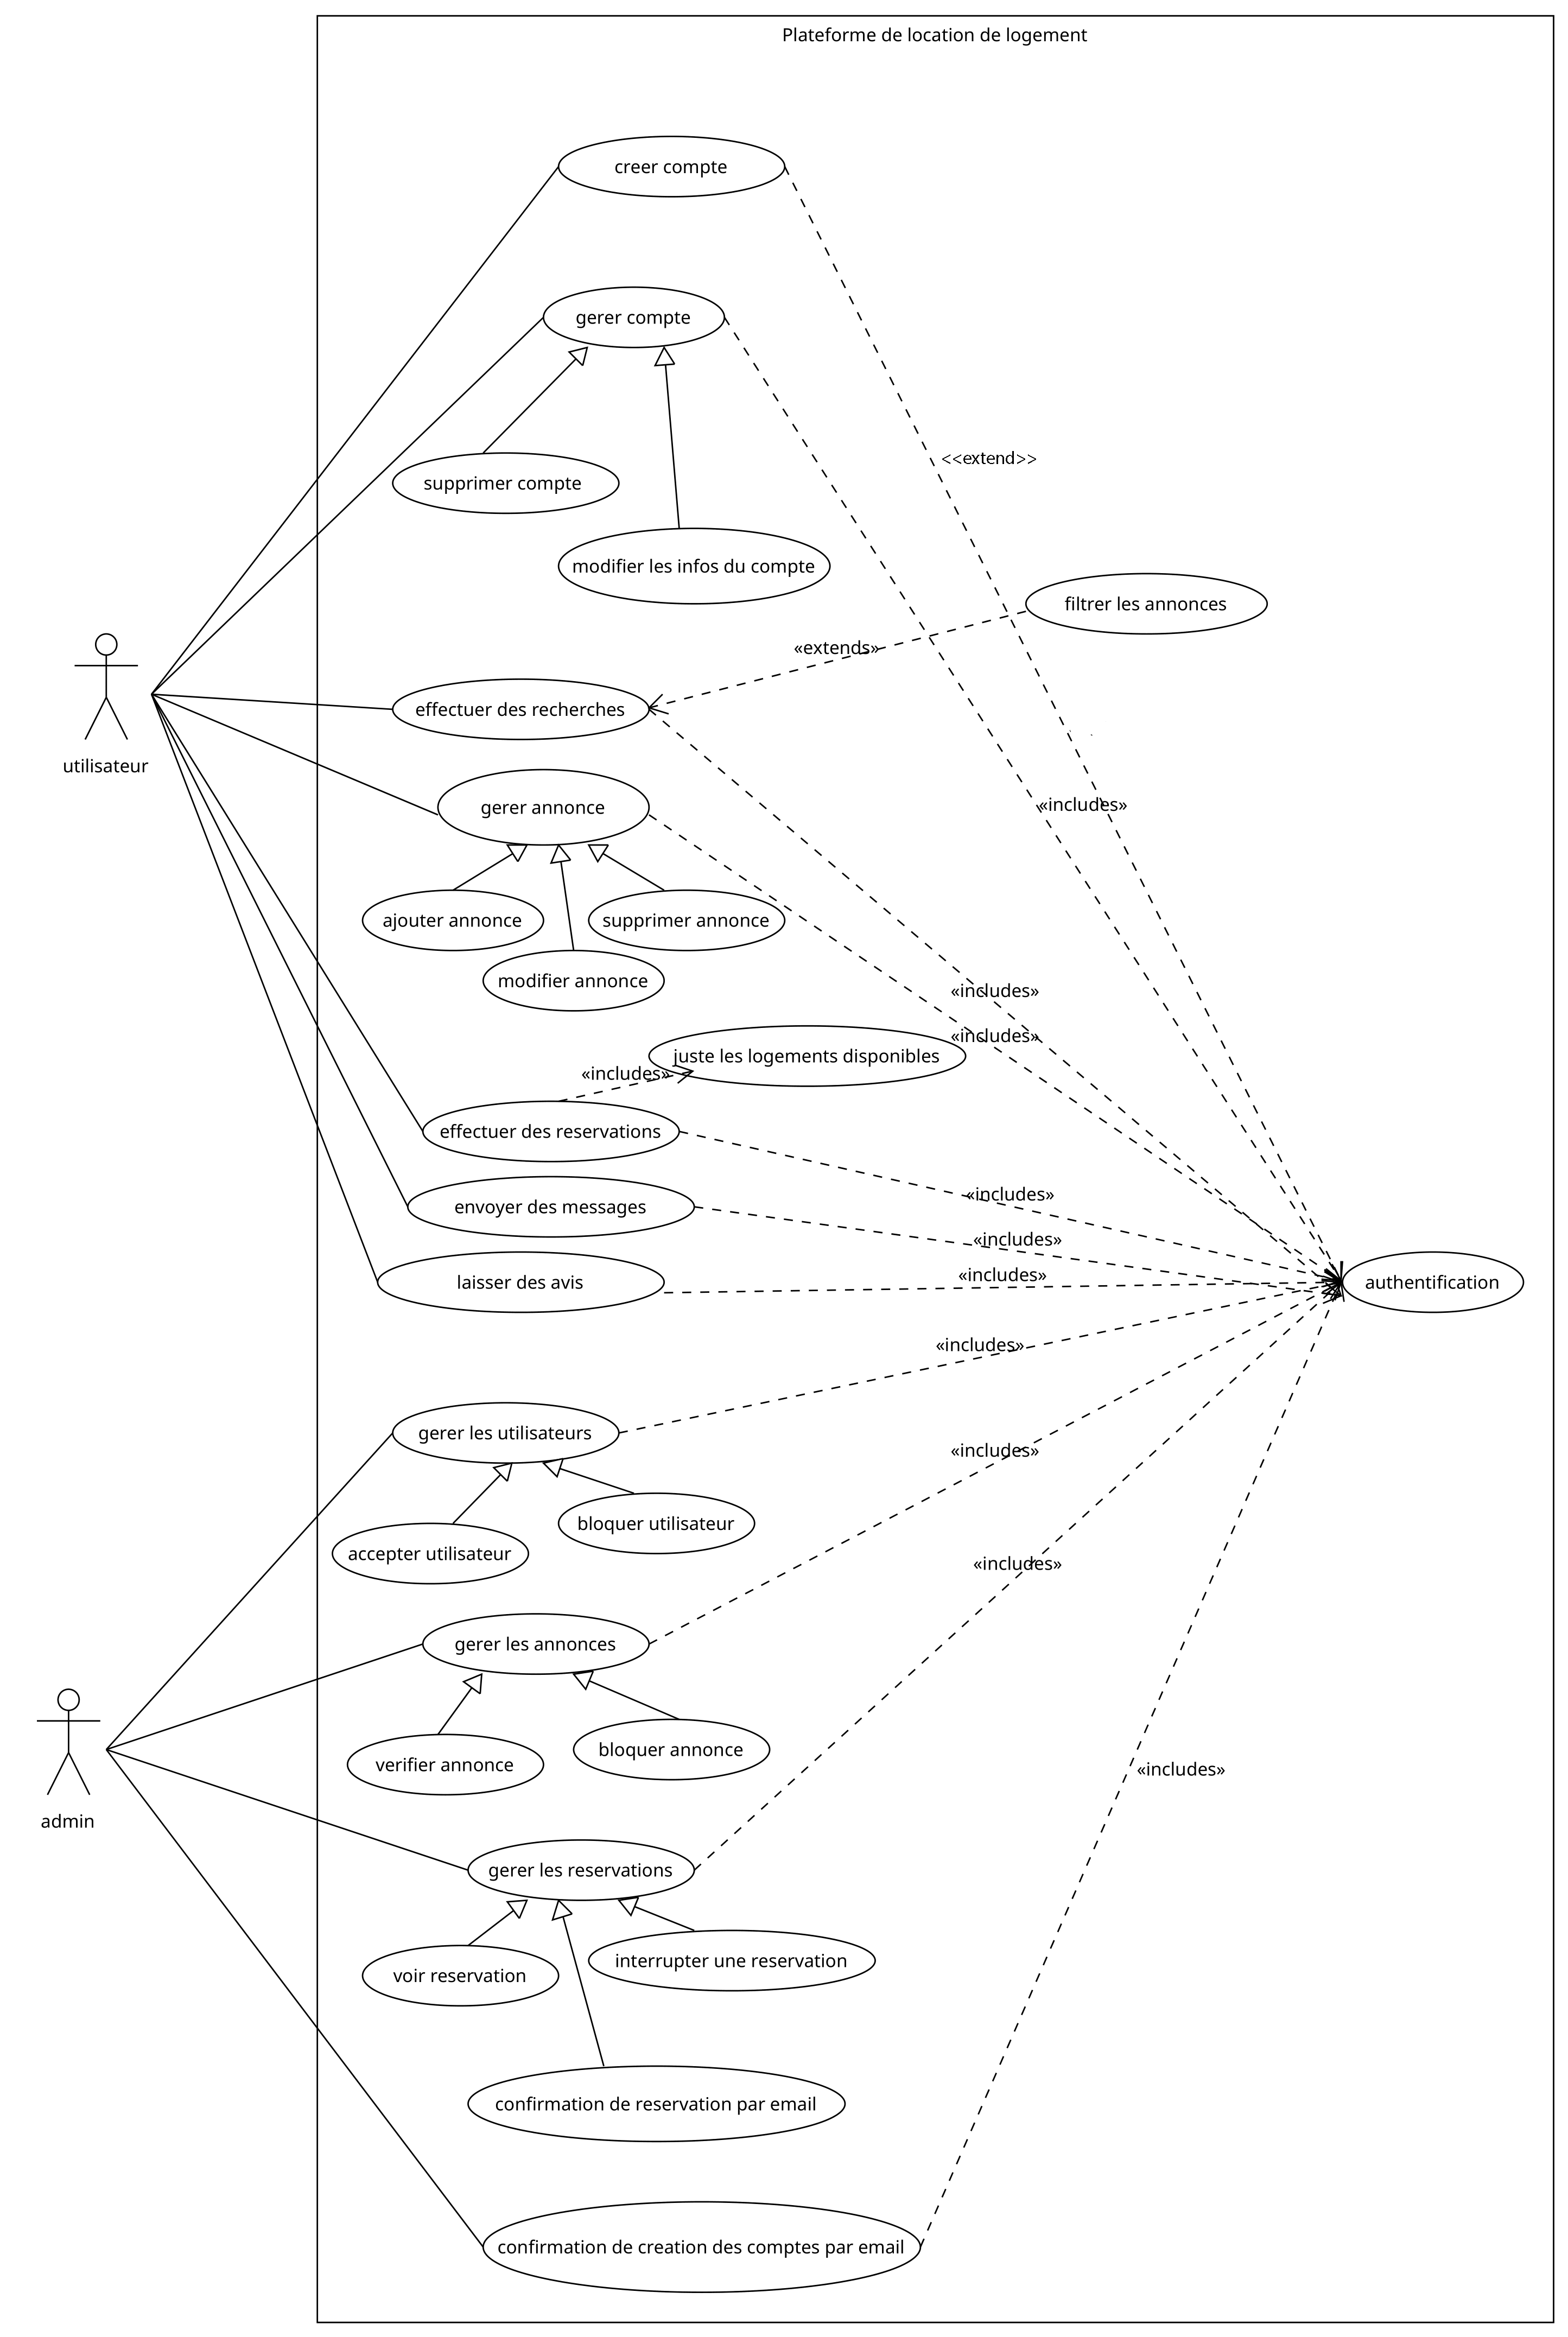 Plateforme de location de logement
creer compte
gerer compte
<<extend>>
supprimer compte
modifier les infos du compte
filtrer les annonces
«extends»
effectuer des recherches
utilisateur
gerer annonce
«includes»
ajouter annonce
supprimer annonce
modifier annonce
«includes»
«includes»
juste les logements disponibles
«includes»
effectuer des reservations
«includes»
envoyer des messages
«includes»
laisser des avis
«includes»
authentification
«includes»
gerer les utilisateurs
«includes»
bloquer utilisateur
accepter utilisateur
«includes»
gerer les annonces
bloquer annonce
verifier annonce
«includes»
admin
gerer les reservations
interrupter une reservation
voir reservation
confirmation de reservation par email
confirmation de creation des comptes par email